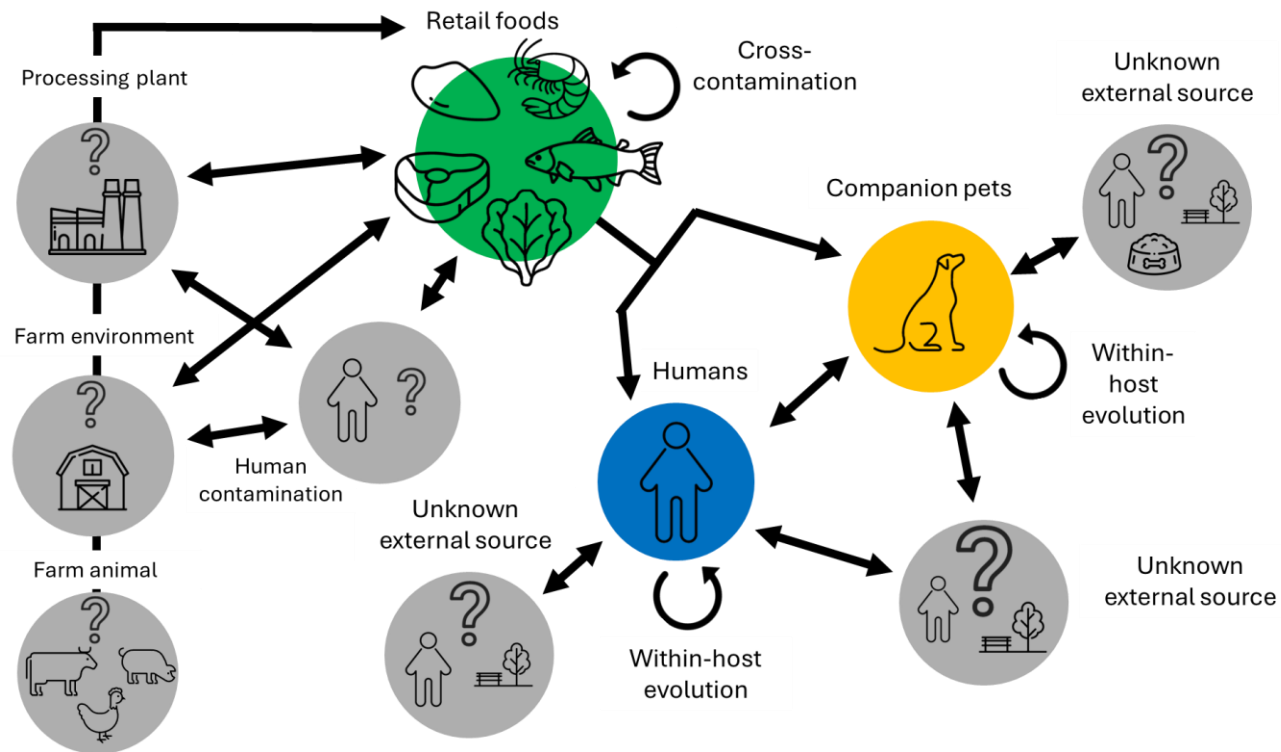 Retail foods
Cross-
contamination
Processing plant
?
Unknown
external source
?
Companion pets
Farm environment
?
Humans
?
Within-
host
evolution
Human
contamination
Unknown
external source
?
Farm animal
?
Unknown
external source
?
Within-host
evolution